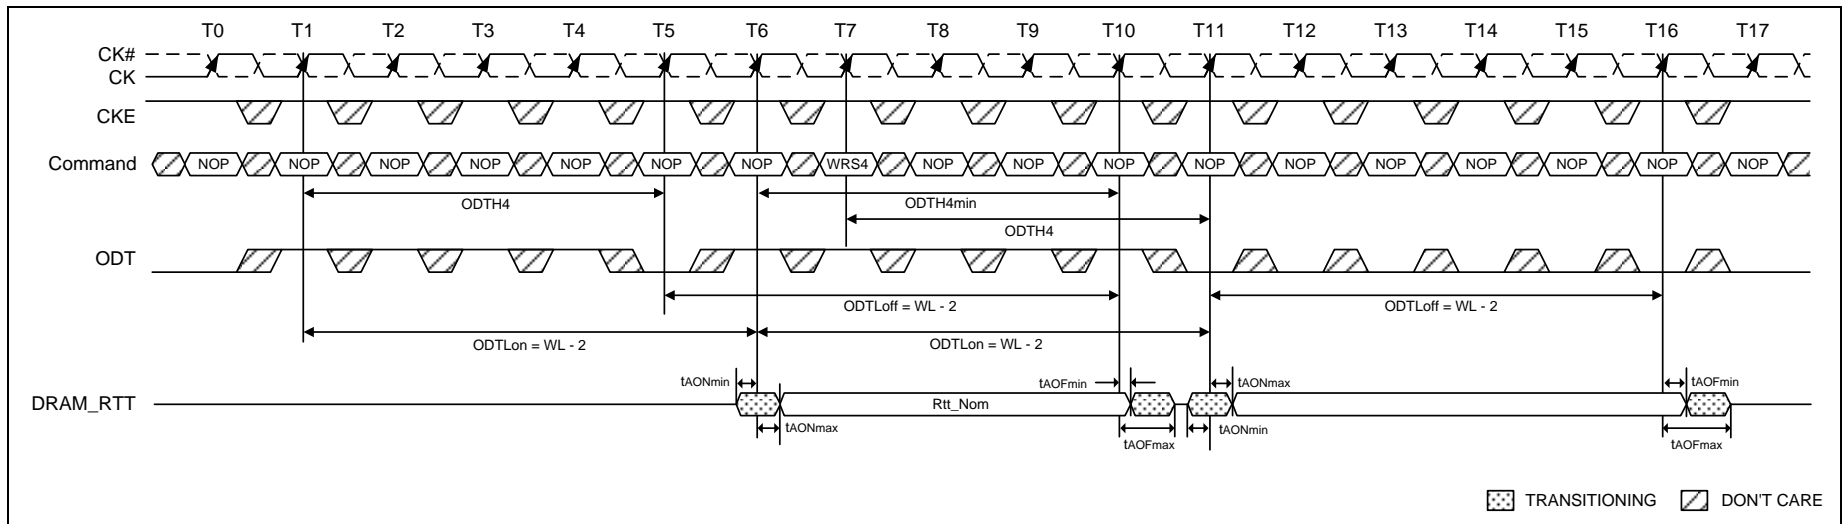 T0 T1 T2 T3 T4 T5 T6 T7 T8 T9 T10 T11 T12 T13 T14 T15 T16 T17
CK#
CK
CKE
Command NOP NOP NOP NOP NOP NOP NOP WRS4 NOP NOP NOP NOP NOP NOP NOP NOP NOP NOP
ODTH4 ODTH4min
ODTH4
ODT
ODTLoff = WL - 2 ODTLoff = WL - 2
ODTLon = WL - 2 ODTLon = WL - 2
tAONmin tAOFmin tAONmax tAOFmin
DRAM_RTT Rtt_Nom
tAONmax tAONmin
tAOFmax tAOFmax
TRANSITIONING DON'T CARE